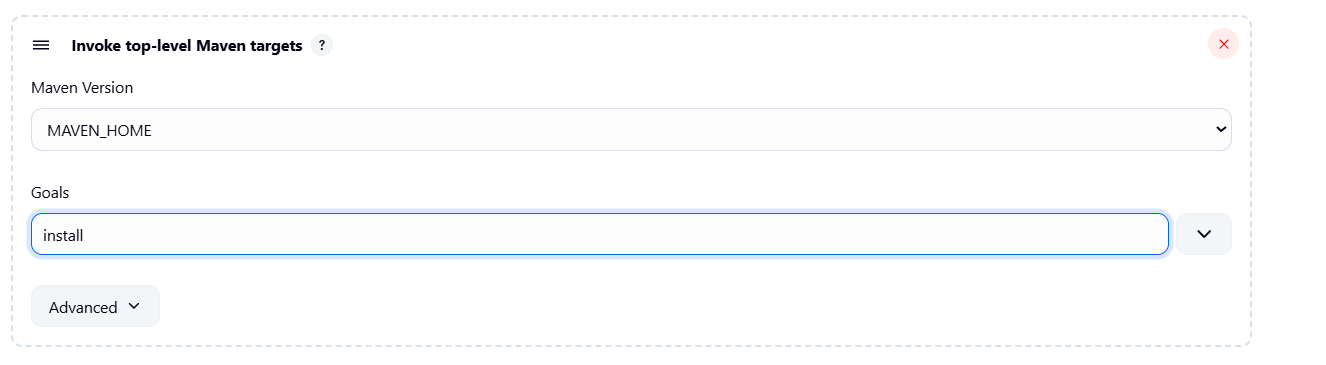 Invoke top-level Maven targets ?
Maven Version
MAVEN_HOME
Goals
install
Advanced